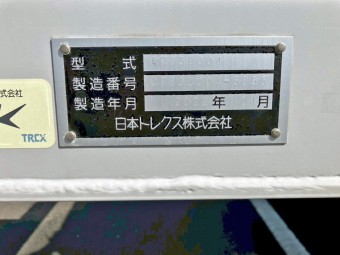 型 式
製造番号
製造年月 年 月
日本トレクス株式会社
式会社
TREX